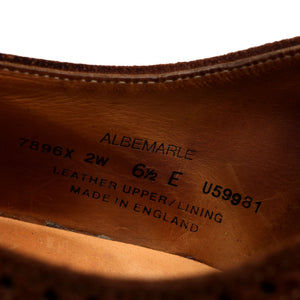 ALBEMARLE
7896X 2W 6½ E U59981
LEATHER UPPER/LINING
MADE IN ENGLAND